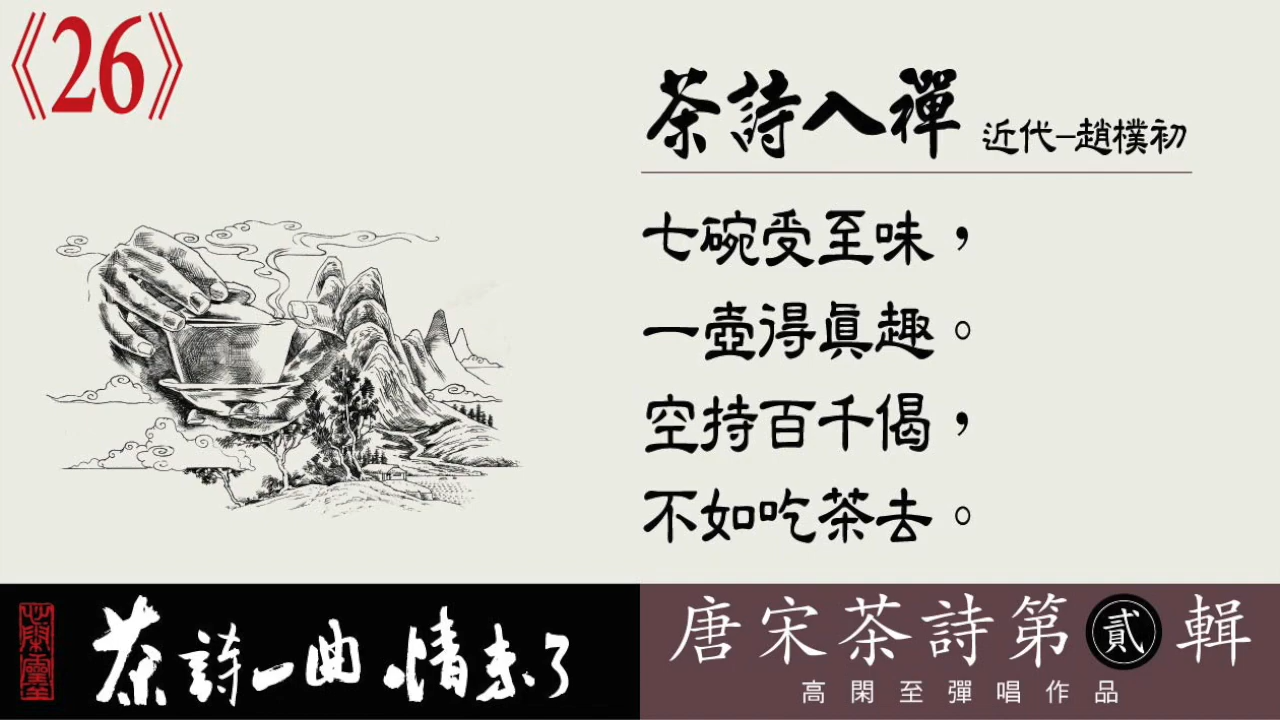 《26》
茶詩入禪 近代-趙樸初
七碗受至味，
一壺得眞趣。
空持百千偈，
不如吃茶去。
茶詩一曲情未了
唐宋茶詩第貳輯
高閑至彈唱作品